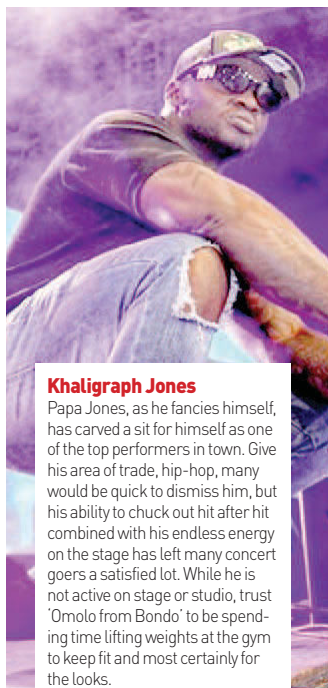 Khaligraph Jones
Papa Jones, as he fancies himself,
has carved a sit for himself as one
of the top performers in town. Give
his area of trade, hip-hop, many
would be quick to dismiss him, but
his ability to chuck out hit after hit
combined with his endless energy
on the stage has left many concert
goers a satisfied lot. While he is
not active on stage or studio, trust
‘Omolo from Bondo’ to be spend-
ing time lifting weights at the gym
to keep fit and most certainly for
the looks.